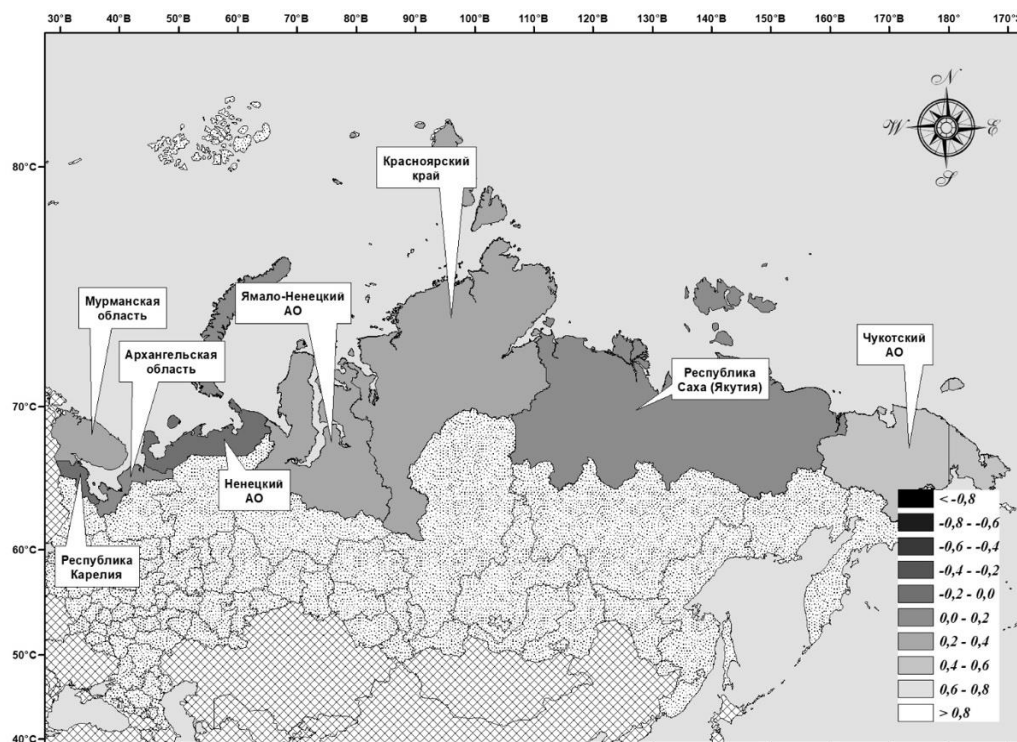 30°В 40°В 50°В 60°В 70°В 80°В 90°В 100°В 110°В 120°В 130°В 140°В 150°В 160°В 170°В 180° 170°
N
W E
S
80°С
Красноярский
край
Ямало-Ненецкий
АО
Мурманская
область
Архангельская
область
Чукотский
АО
Республика
Саха (Якутия)
70°С
Ненецкий
АО
Республика
Карелия
60°С
50°С
40°С
< -0,8
-0,8 - -0,6
-0,6 - -0,4
-0,4 - -0,2
-0,2 - 0,0
0,0 - 0,2
0,2 - 0,4
0,4 - 0,6
0,6 - 0,8
> 0,8